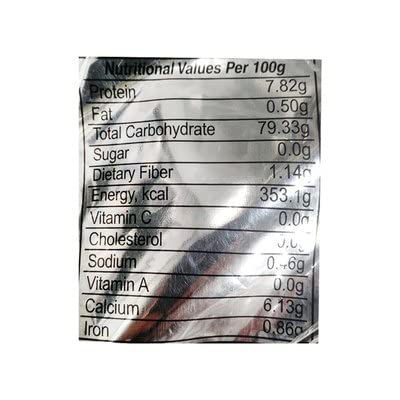 Nutritional Values Per 100g
Protein 7.82g
Fat 0.50g
Total Carbohydrate 79.33g
Sugar 0.0g
Dietary Fiber 1.14g
Energy, kcal 353.1g
Vitamin C 0.0g
Cholesterol
Sodium 0.46g
Vitamin A 0.0g
Calcium 6.13g
Iron 0.86g